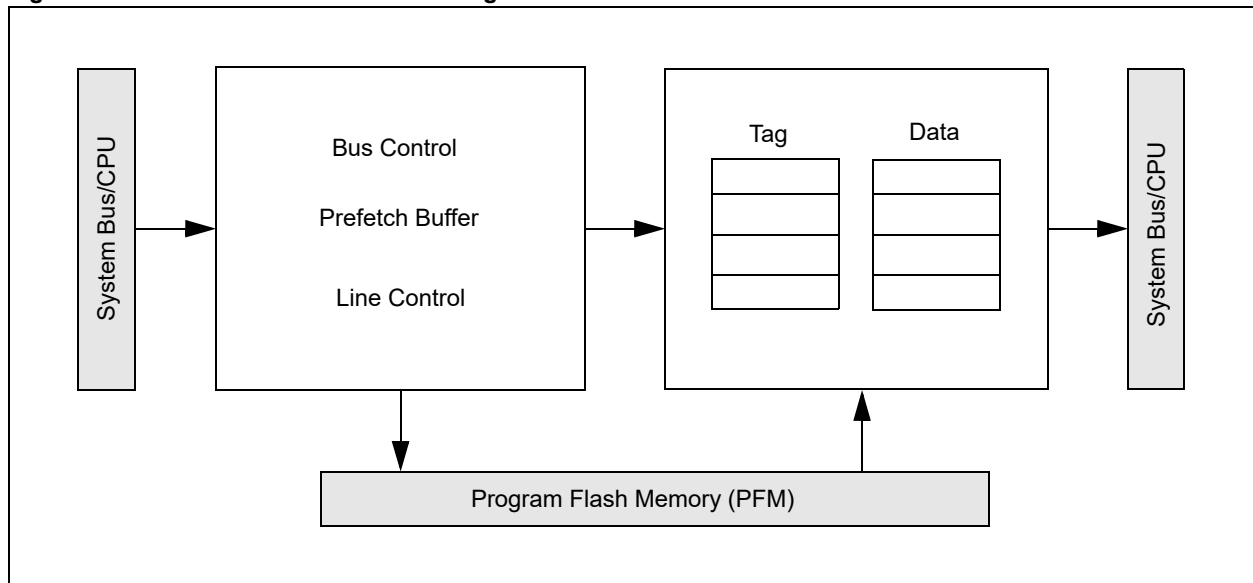 System Bus/CPU
Bus Control
Prefetch Buffer
Line Control
Tag
Data
System Bus/CPU
Program Flash Memory (PFM)